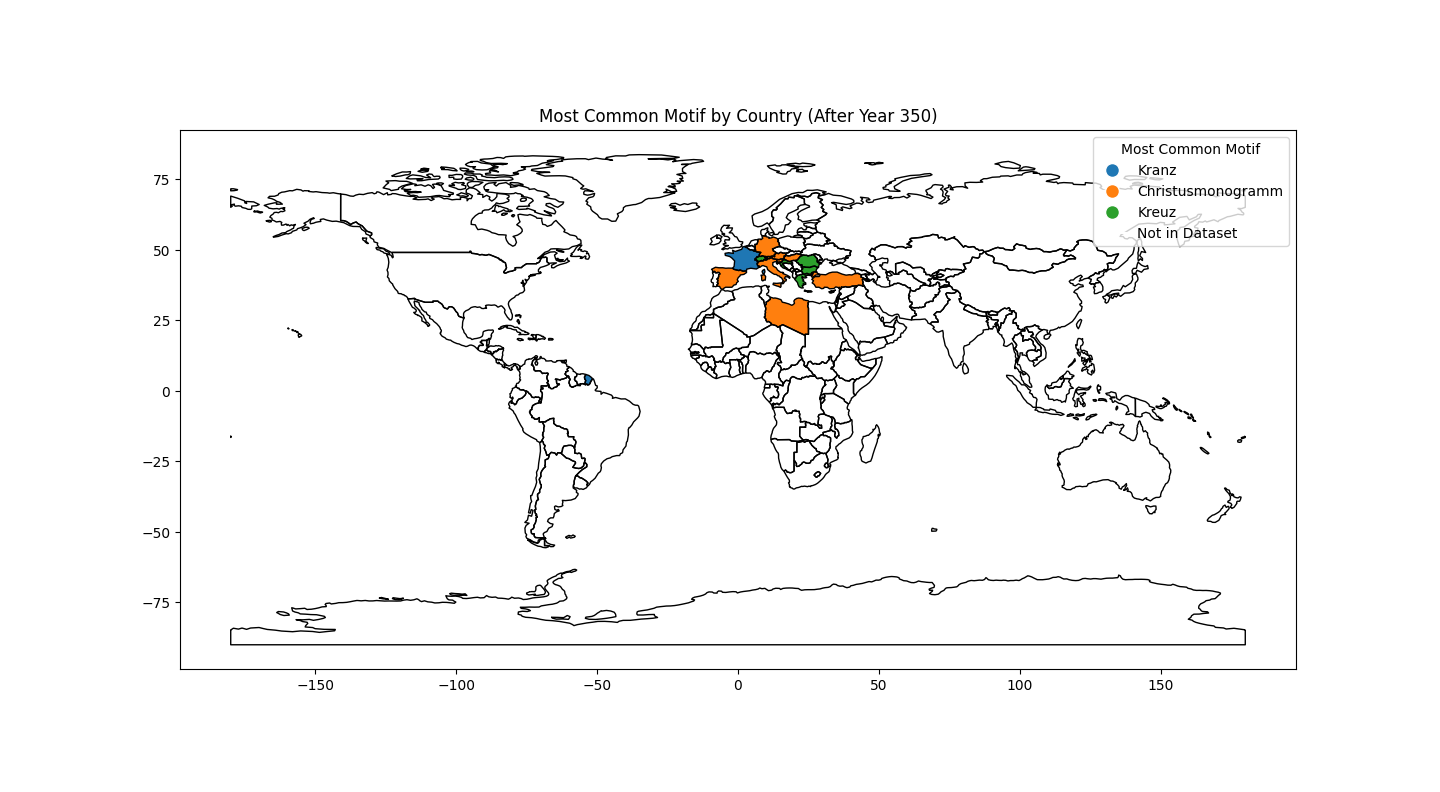 Most Common Motif by Country (After Year 350)
Most Common Motif
Kranz
Christusmonogramm
Kreuz
Not in Dataset
75
50
25
0
−25
−50
−75
−150
−100
−50
0
50
100
150